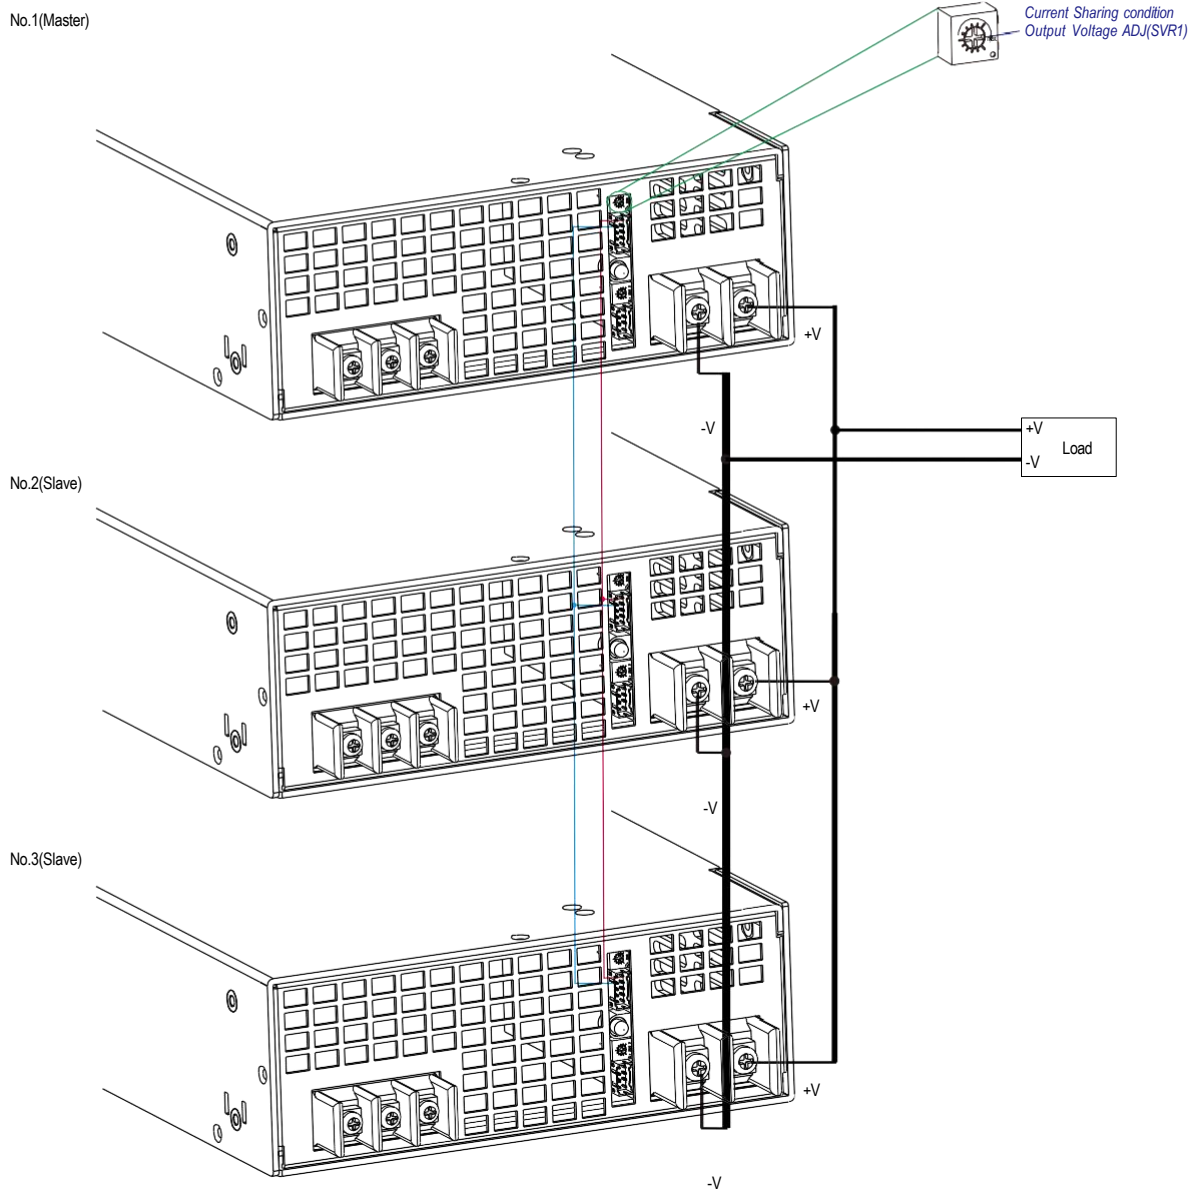 No.1(Master)
Current Sharing condition
Output Voltage ADJ(SVR1)
+V
-V
+V
Load
-V
No.2(Slave)
+V
-V
No.3(Slave)
+V
-V